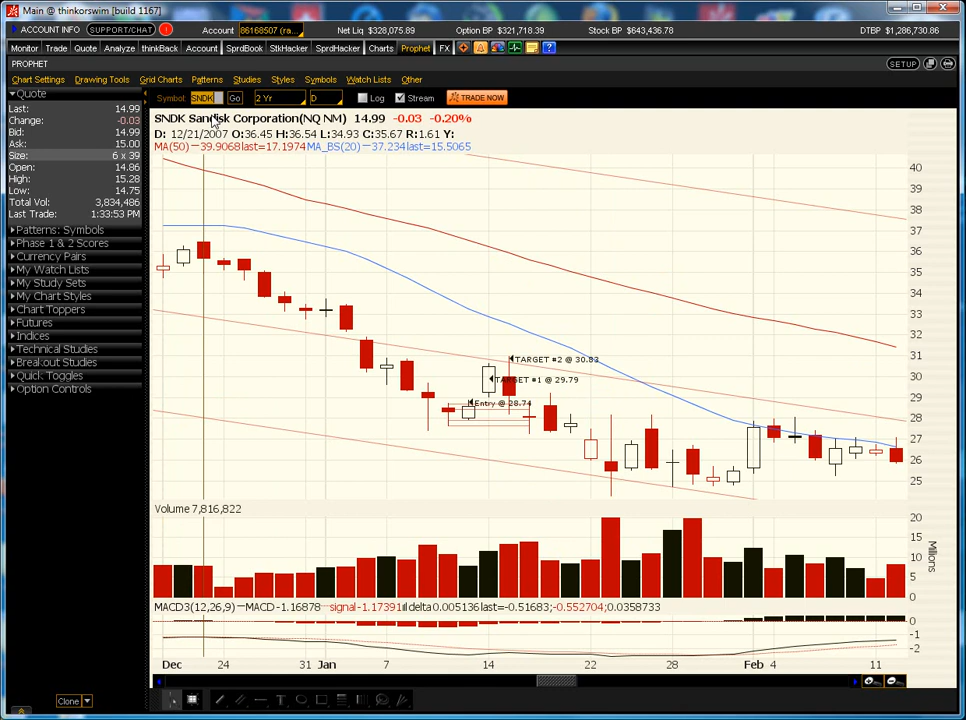 Main @ thinkorswim [build 1167]
ACCOUNT INFO SUPPORT/CHAT ! Account 86168507 (ra... Net Liq $328,075.89 Option BP $321,718.39 Stock BP $643,436.78 DTBP $1,286,730.86
Monitor Trade Quote Analyze thinkBack Account SprdBook StkHacker SprdHacker Charts Prophet FX ?
PROPHET SETUP
Chart Settings Drawing Tools Grid Charts Patterns Studies Styles Symbols Watch Lists Other
Quote
Symbol: SNDK Go 2 Yr D Log Stream TRADE NOW
Last: 14.99
Change: -0.03
Bid: 14.99
Ask: 15.00
Size: 6 x 39
Open: 14.86
High: 15.28
Low: 14.75
Total Vol: 3,834,486
Last Trade: 1:33:53 PM
Patterns: Symbols
Phase 1 & 2 Scores
Currency Pairs
My Watch Lists
My Study Sets
My Chart Styles
Chart Toppers
Futures
Indices
Technical Studies
Breakout Studies
Quick Toggles
Option Controls
SNDK Sandisk Corporation(NQ NM) 14.99 -0.03 -0.20%
D: 12/21/2007 O:36.45 H:36.54 L:34.93 C:35.67 R:1.61 Y:
MA(50) —39.9068last=17.1974MA_BS(20) —37.234last=15.5065
40
39
38
37
36
35
34
33
32
31
30
29
28
27
26
25
TARGET #2 @ 30.83
TARGET #1 @ 29.79
Entry @ 28.74
Volume 7,816,822
20
15
10
5
0
Millions
MACD3(12,26,9) —MACD-1.16878 signal-1.17391 delta0.005136last=-0.51683;-0.552704;0.0358733
0
-1
-2
Dec 24 31 Jan 7 14 22 28 Feb 4 11
Clone
T